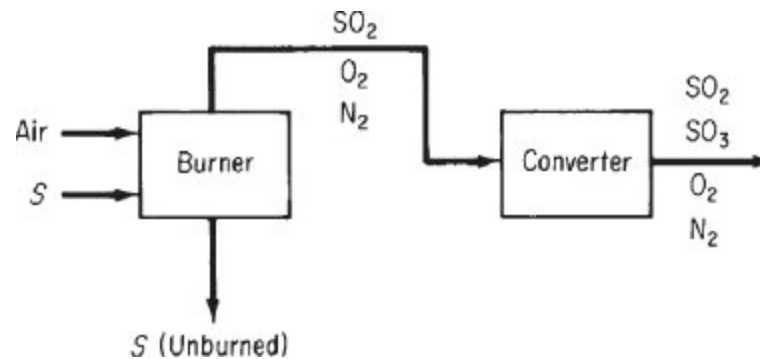 SO₂
O₂
N₂
Air
S
Burner
S (Unburned)
Converter
SO₂
SO₃
O₂
N₂